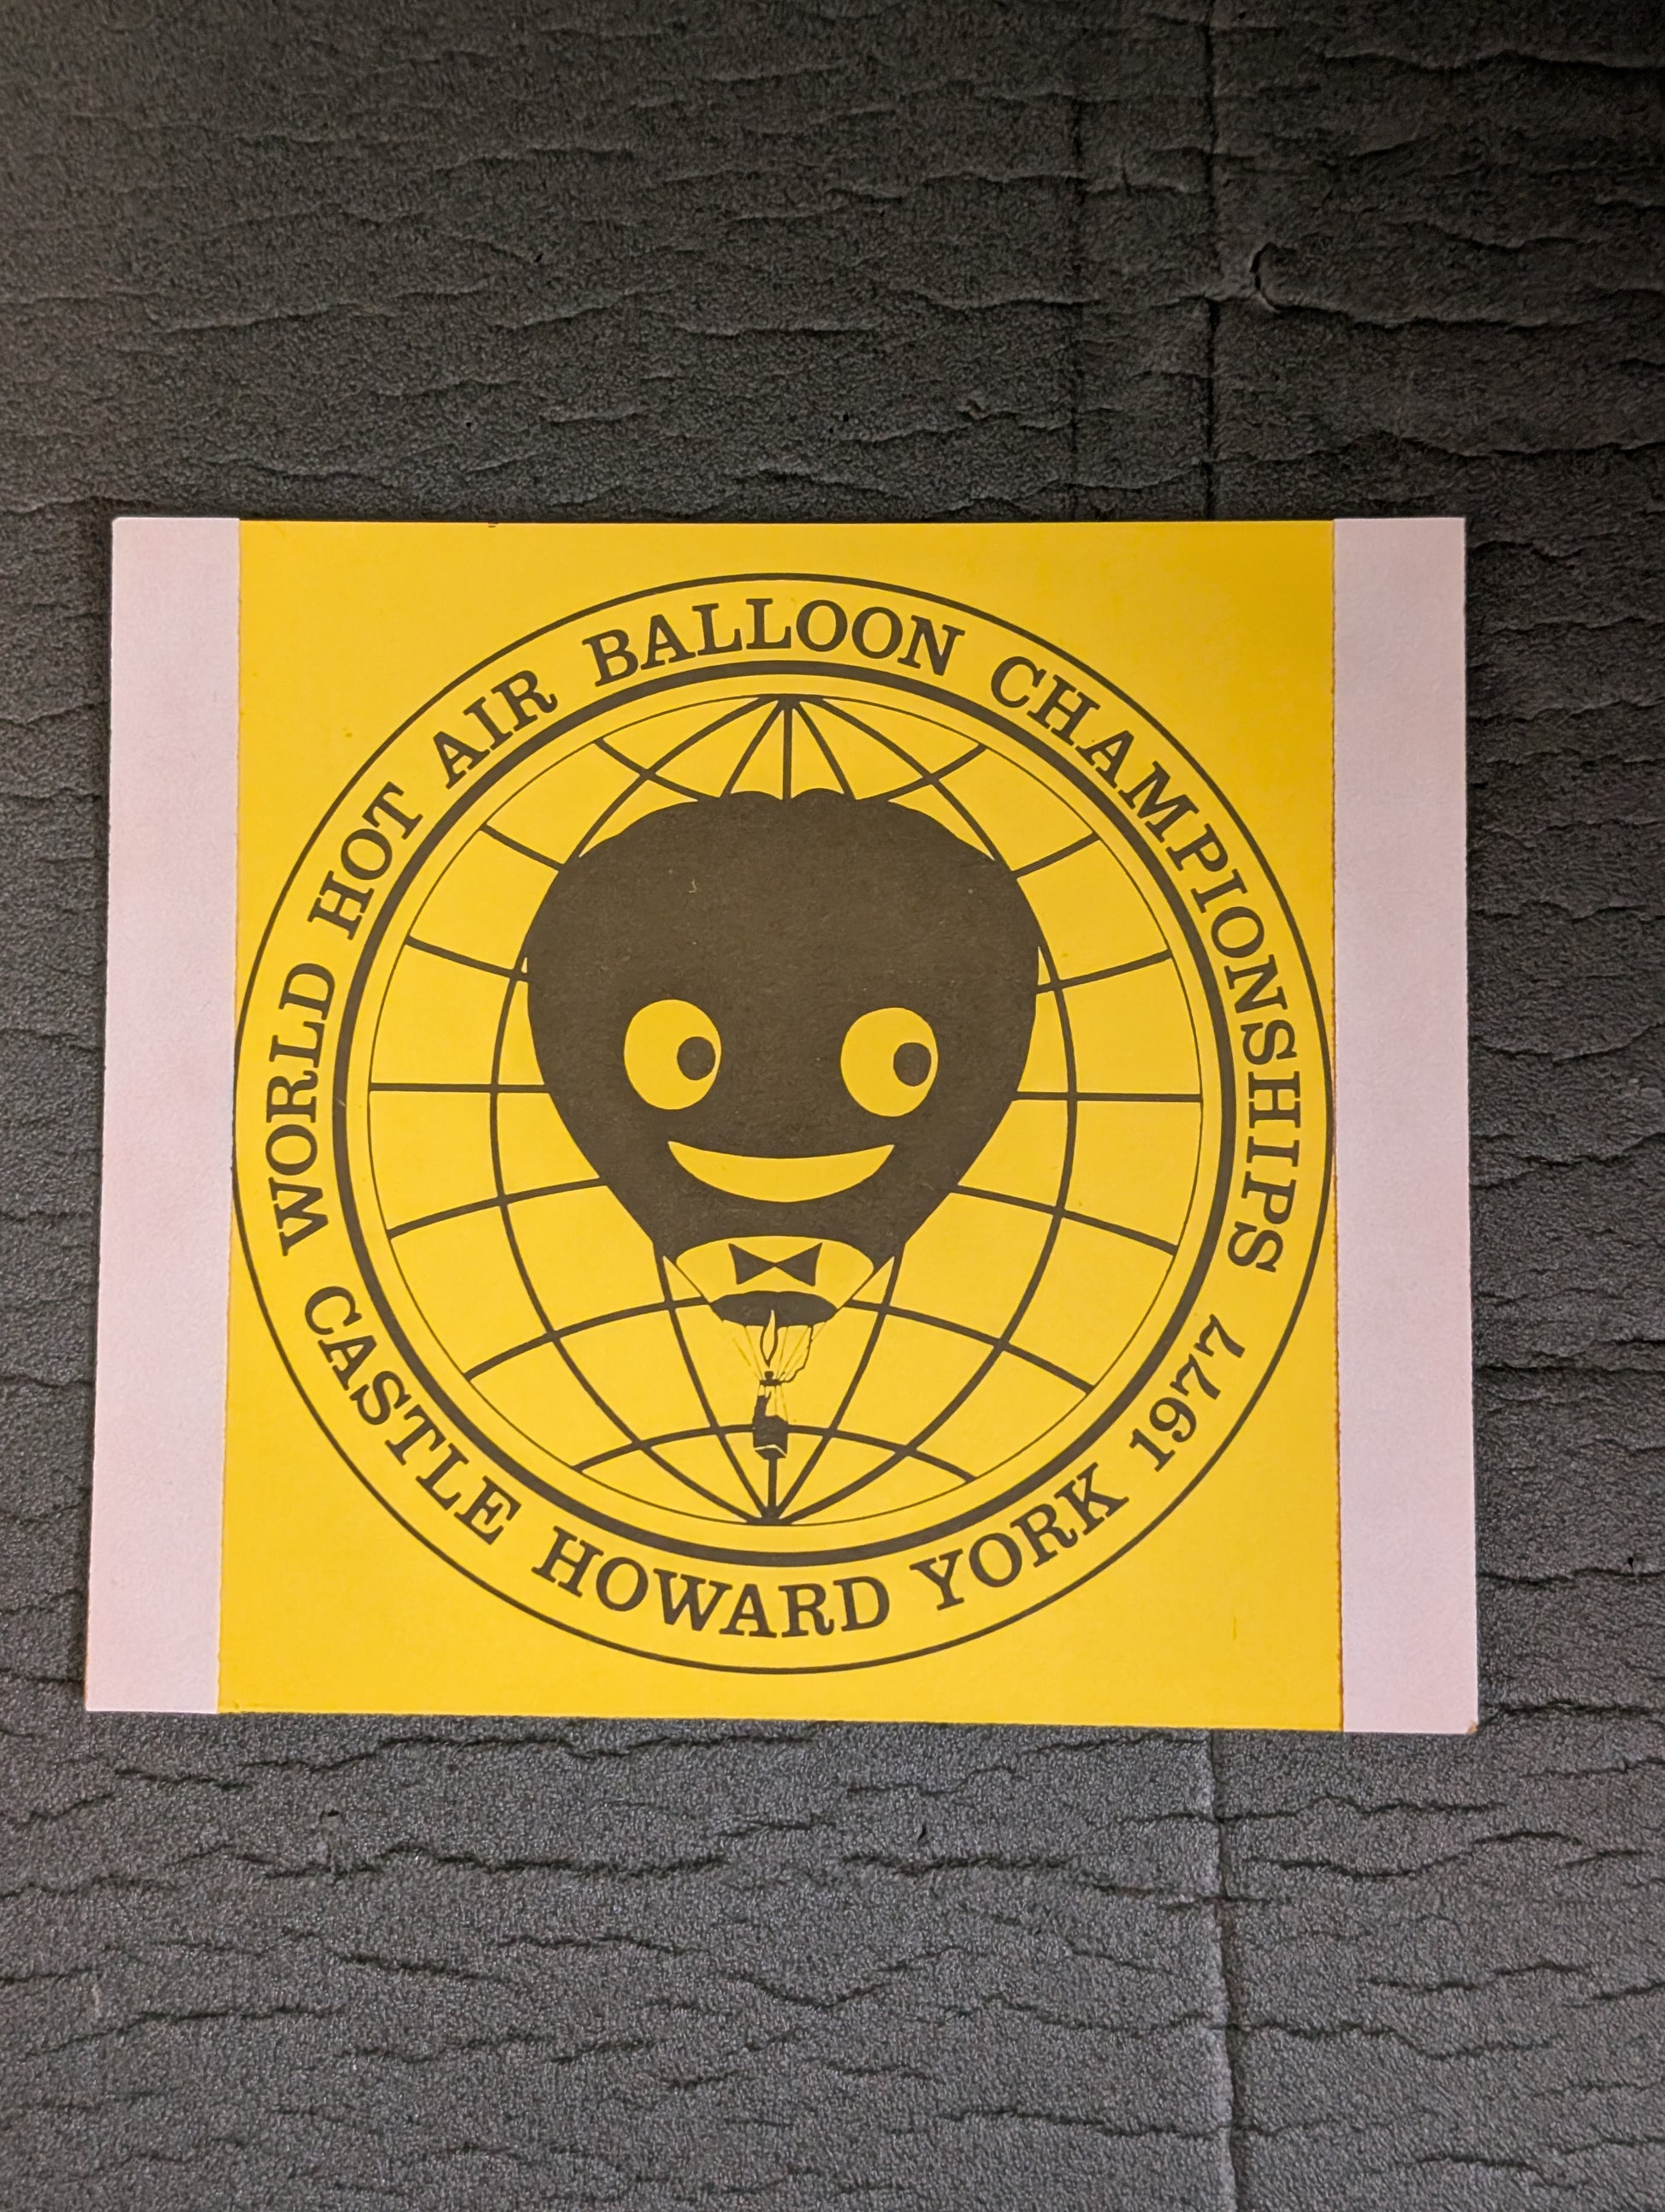 WORLD HOT AIR BALLOON CHAMPIONSHIPS
CASTLE HOWARD YORK 1977